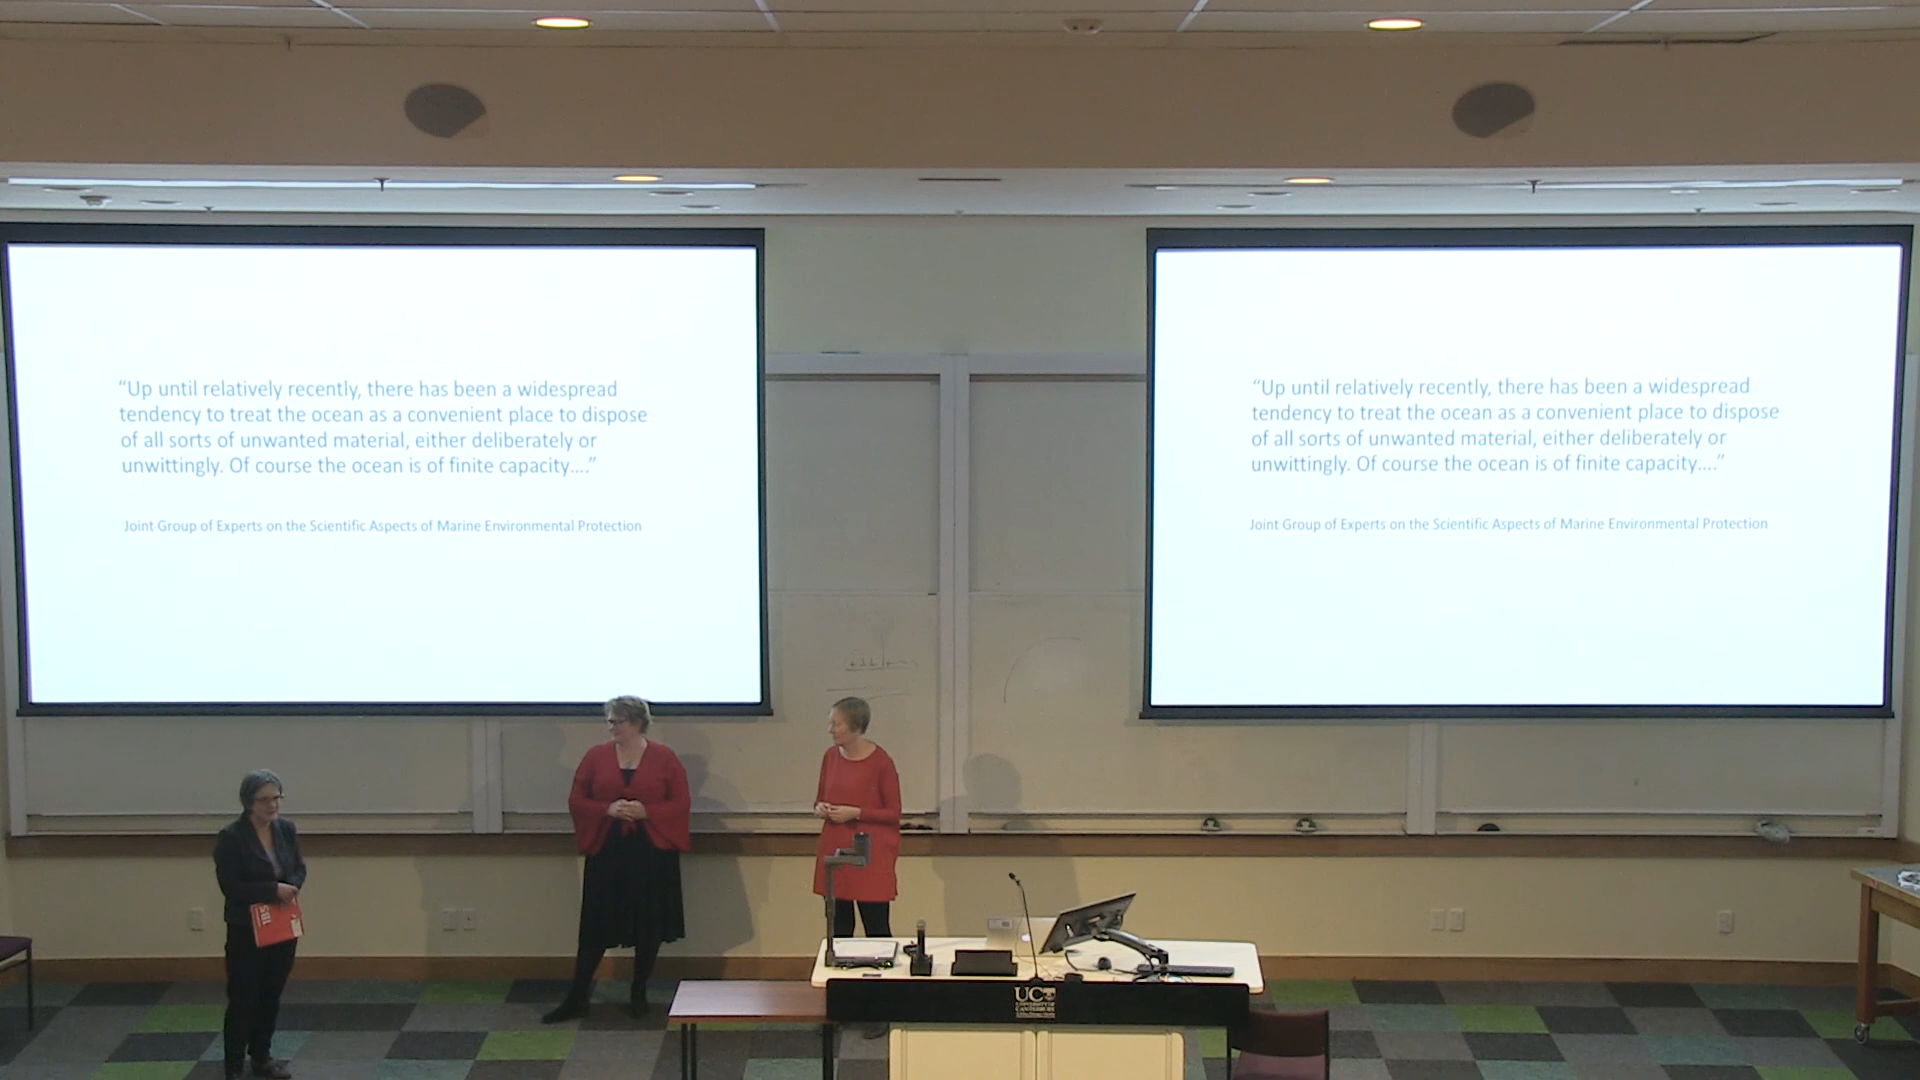 “Up until relatively recently, there has been a widespread
tendency to treat the ocean as a convenient place to dispose
of all sorts of unwanted material, either deliberately or
unwittingly. Of course the ocean is of finite capacity....”
Joint Group of Experts on the Scientific Aspects of Marine Environmental Protection
“Up until relatively recently, there has been a widespread
tendency to treat the ocean as a convenient place to dispose
of all sorts of unwanted material, either deliberately or
unwittingly. Of course the ocean is of finite capacity....”
Joint Group of Experts on the Scientific Aspects of Marine Environmental Protection
UC
UNIVERSITY OF
CANTERBURY